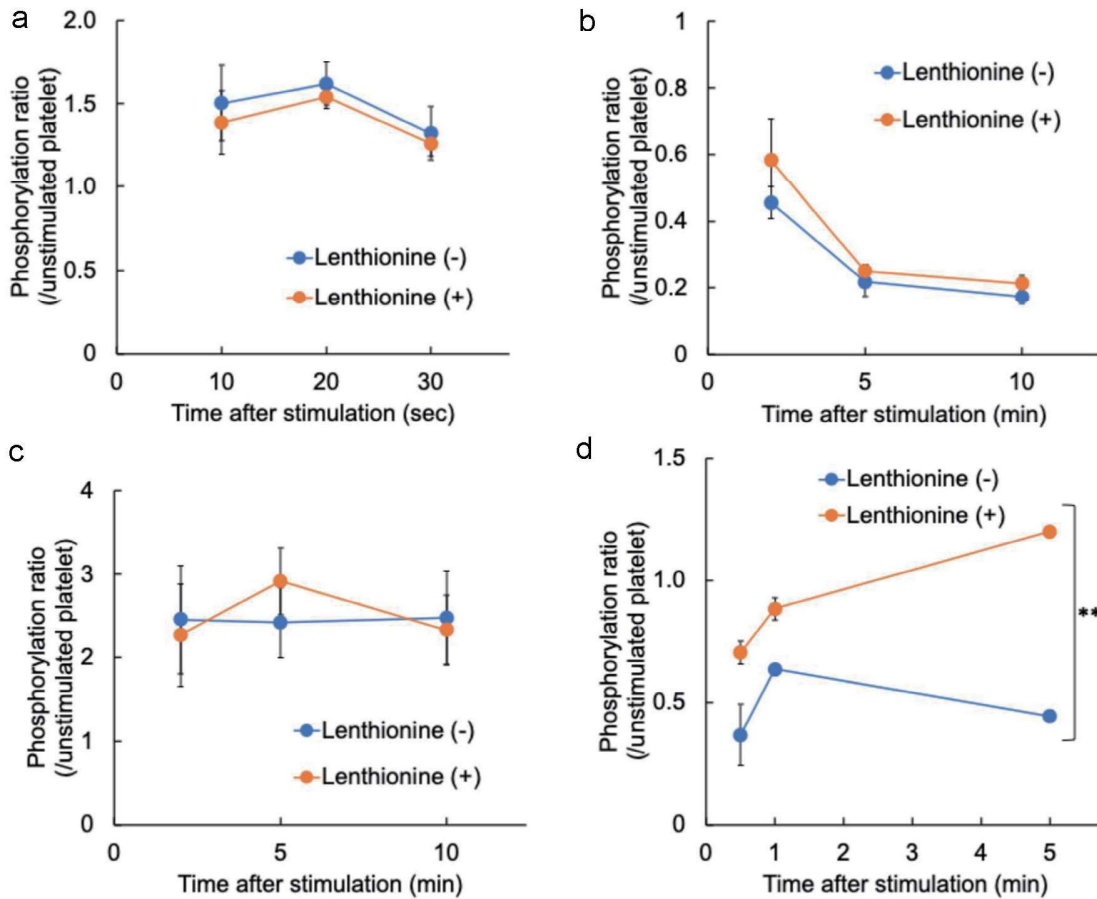 a
Phosphorylation ratio
(/unstimulated platelet)
2.0
1.5
1.0
1.5
0
Lenthionine (-)
Lenthionine (+)
0
10
20
30
Time after stimulation (sec)
b
Phosphorylation ratio
(/unstimulated platelet)
1
0.8
0.6
0.4
0.2
0
Lenthionine (-)
Lenthionine (+)
0
5
10
Time after stimulation (min)
c
Phosphorylation ratio
(/unstimulated platelet)
4
3
2
1
0
Lenthionine (-)
Lenthionine (+)
0
5
10
Time after stimulation (min)
d
Phosphorylation ratio
(/unstimulated platelet)
1.5
1.0
0.5
0
Lenthionine (-)
Lenthionine (+)
**
0
1
2
3
4
5
Time after stimulation (min)